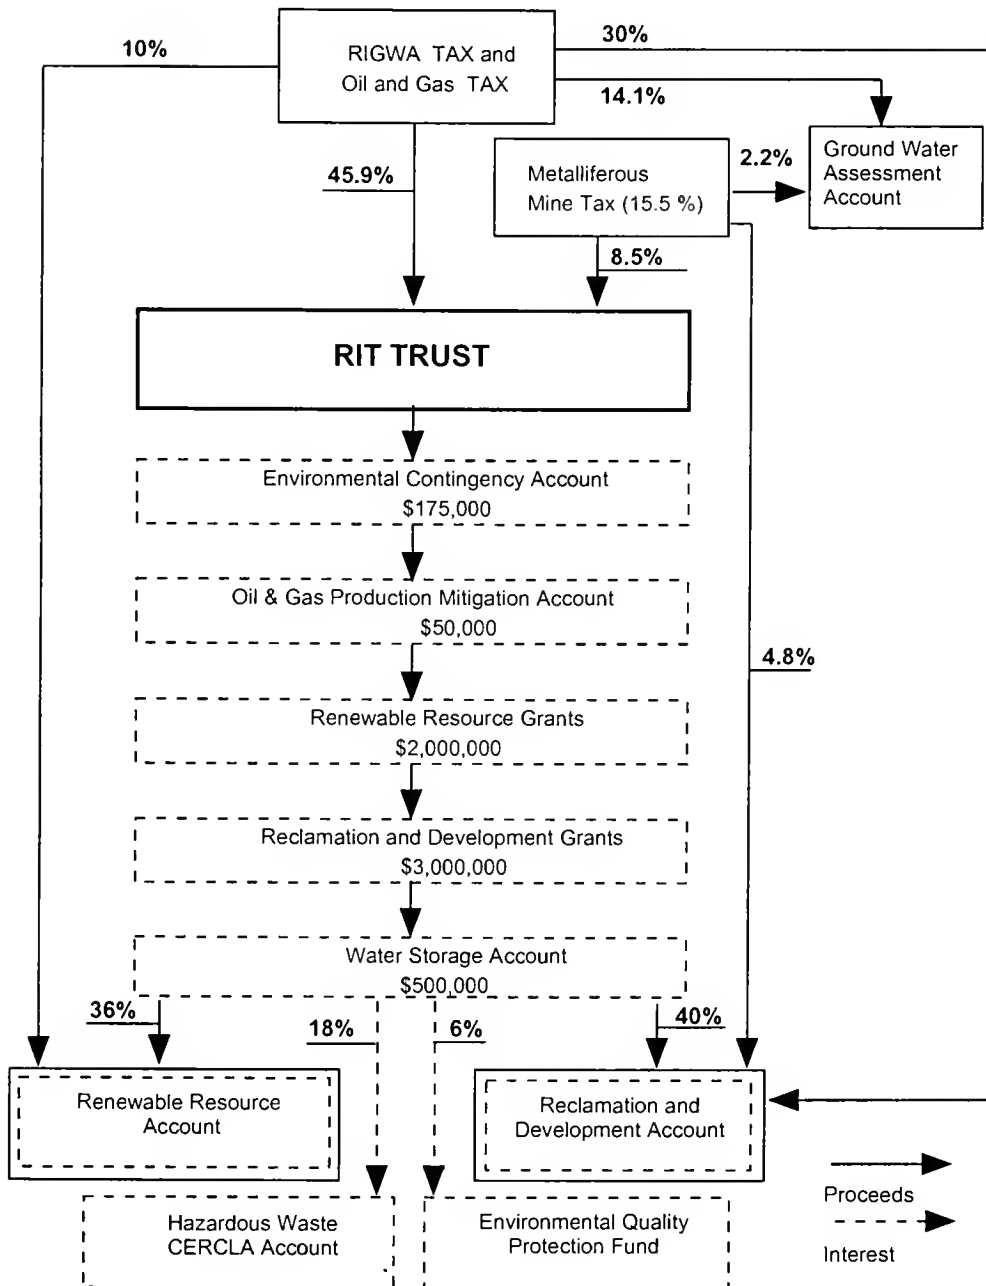 10%
RIGWA TAX and
Oil and Gas TAX
30%
14.1%
45.9%
Metalliferous
Mine Tax (15.5 %)
2.2%
Ground Water
Assessment
Account
8.5%
RIT TRUST
Environmental Contingency Account
$175,000
Oil & Gas Production Mitigation Account
$50,000
4.8%
Renewable Resource Grants
$2,000,000
Reclamation and Development Grants
$3,000,000
Water Storage Account
$500,000
36%
18%
6%
40%
Renewable Resource
Account
Reclamation and
Development Account
Proceeds
Hazardous Waste
CERCLA Account
Environmental Quality
Protection Fund
Interest